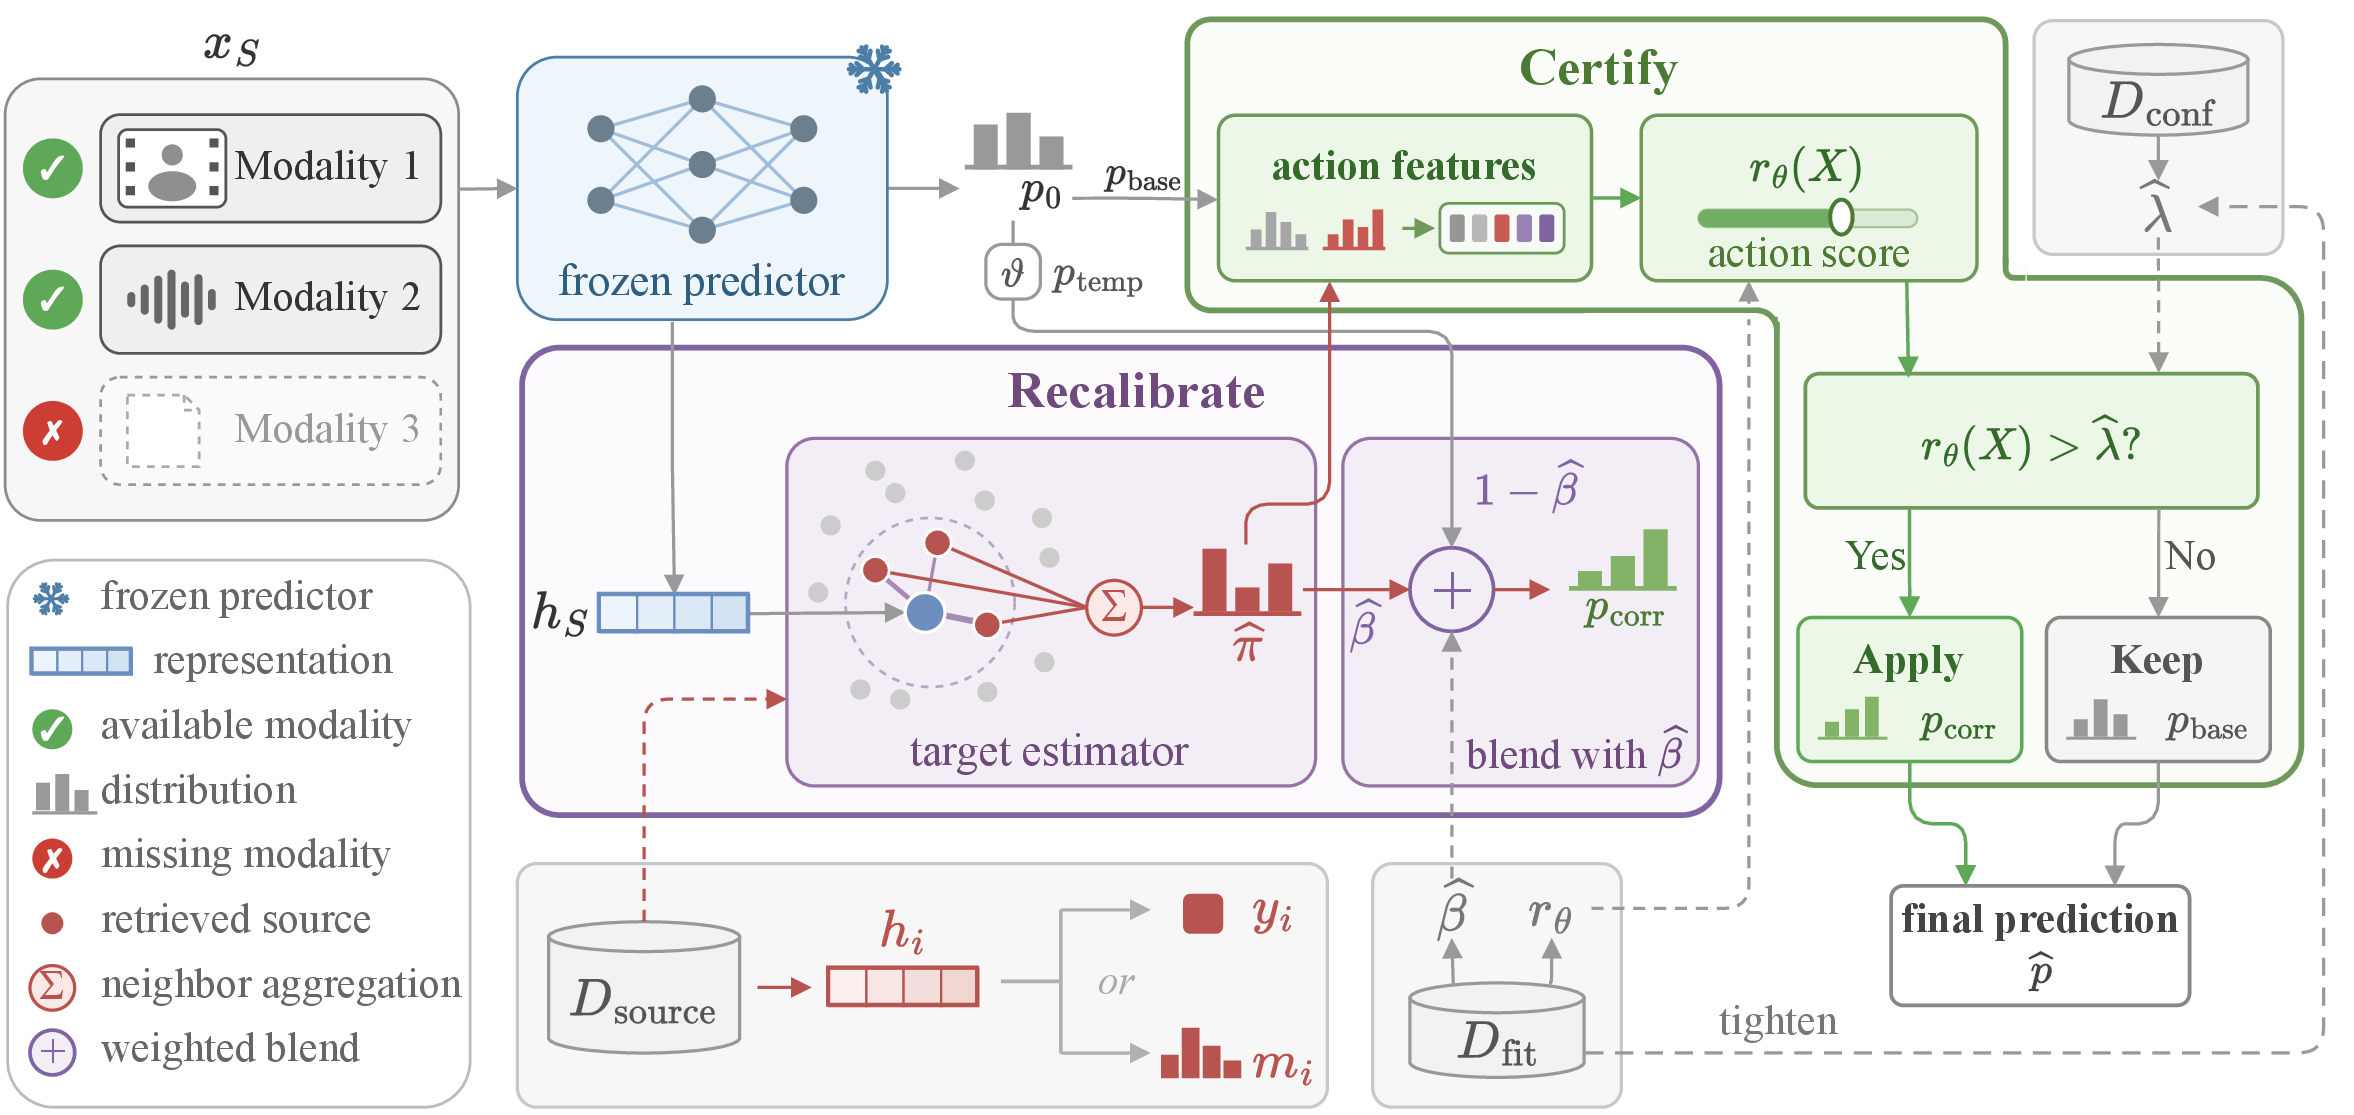 x_S
✓ Modality 1
✓ Modality 2
✗ Modality 3
frozen predictor
p_0
p_base
ϑ p_temp
Certify
action features
r_θ(X)
action score
D_conf
λ̂
r_θ(X) > λ̂?
Yes
No
Apply
p_corr
Keep
p_base
final prediction
p̂
Recalibrate
h_S
Σ
π̂
target estimator
β̂
1 − β̂
+
p_corr
blend with β̂
D_source
h_i
y_i
or
m_i
β̂ r_θ
D_fit
tighten
frozen predictor
representation
✓ available modality
distribution
✗ missing modality
retrieved source
Σ neighbor aggregation
+ weighted blend